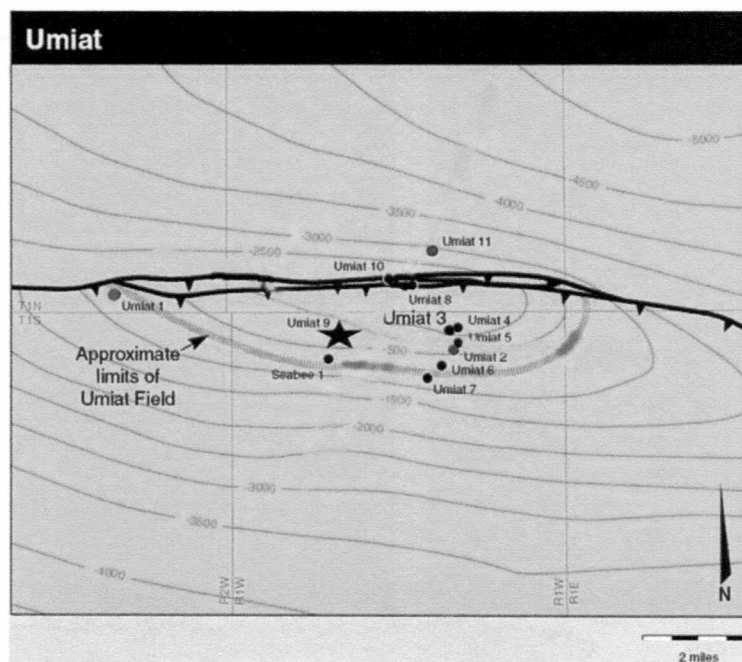 Umiat
-5000
-4500
-4000
-3500
-3000
-2500
Umiat 11
Umiat 10
Umiat 8
T1N
T1S
Umiat 1
Umiat 9
Umiat 3
Umiat 4
Umiat 5
Umiat 2
Umiat 6
Umiat 7
Seabee 1
-500
Approximate
limits of
Umiat Field
-1500
-2000
-3000
-3500
-4000
R2W
R1W
R1W
R1E
N
2 miles